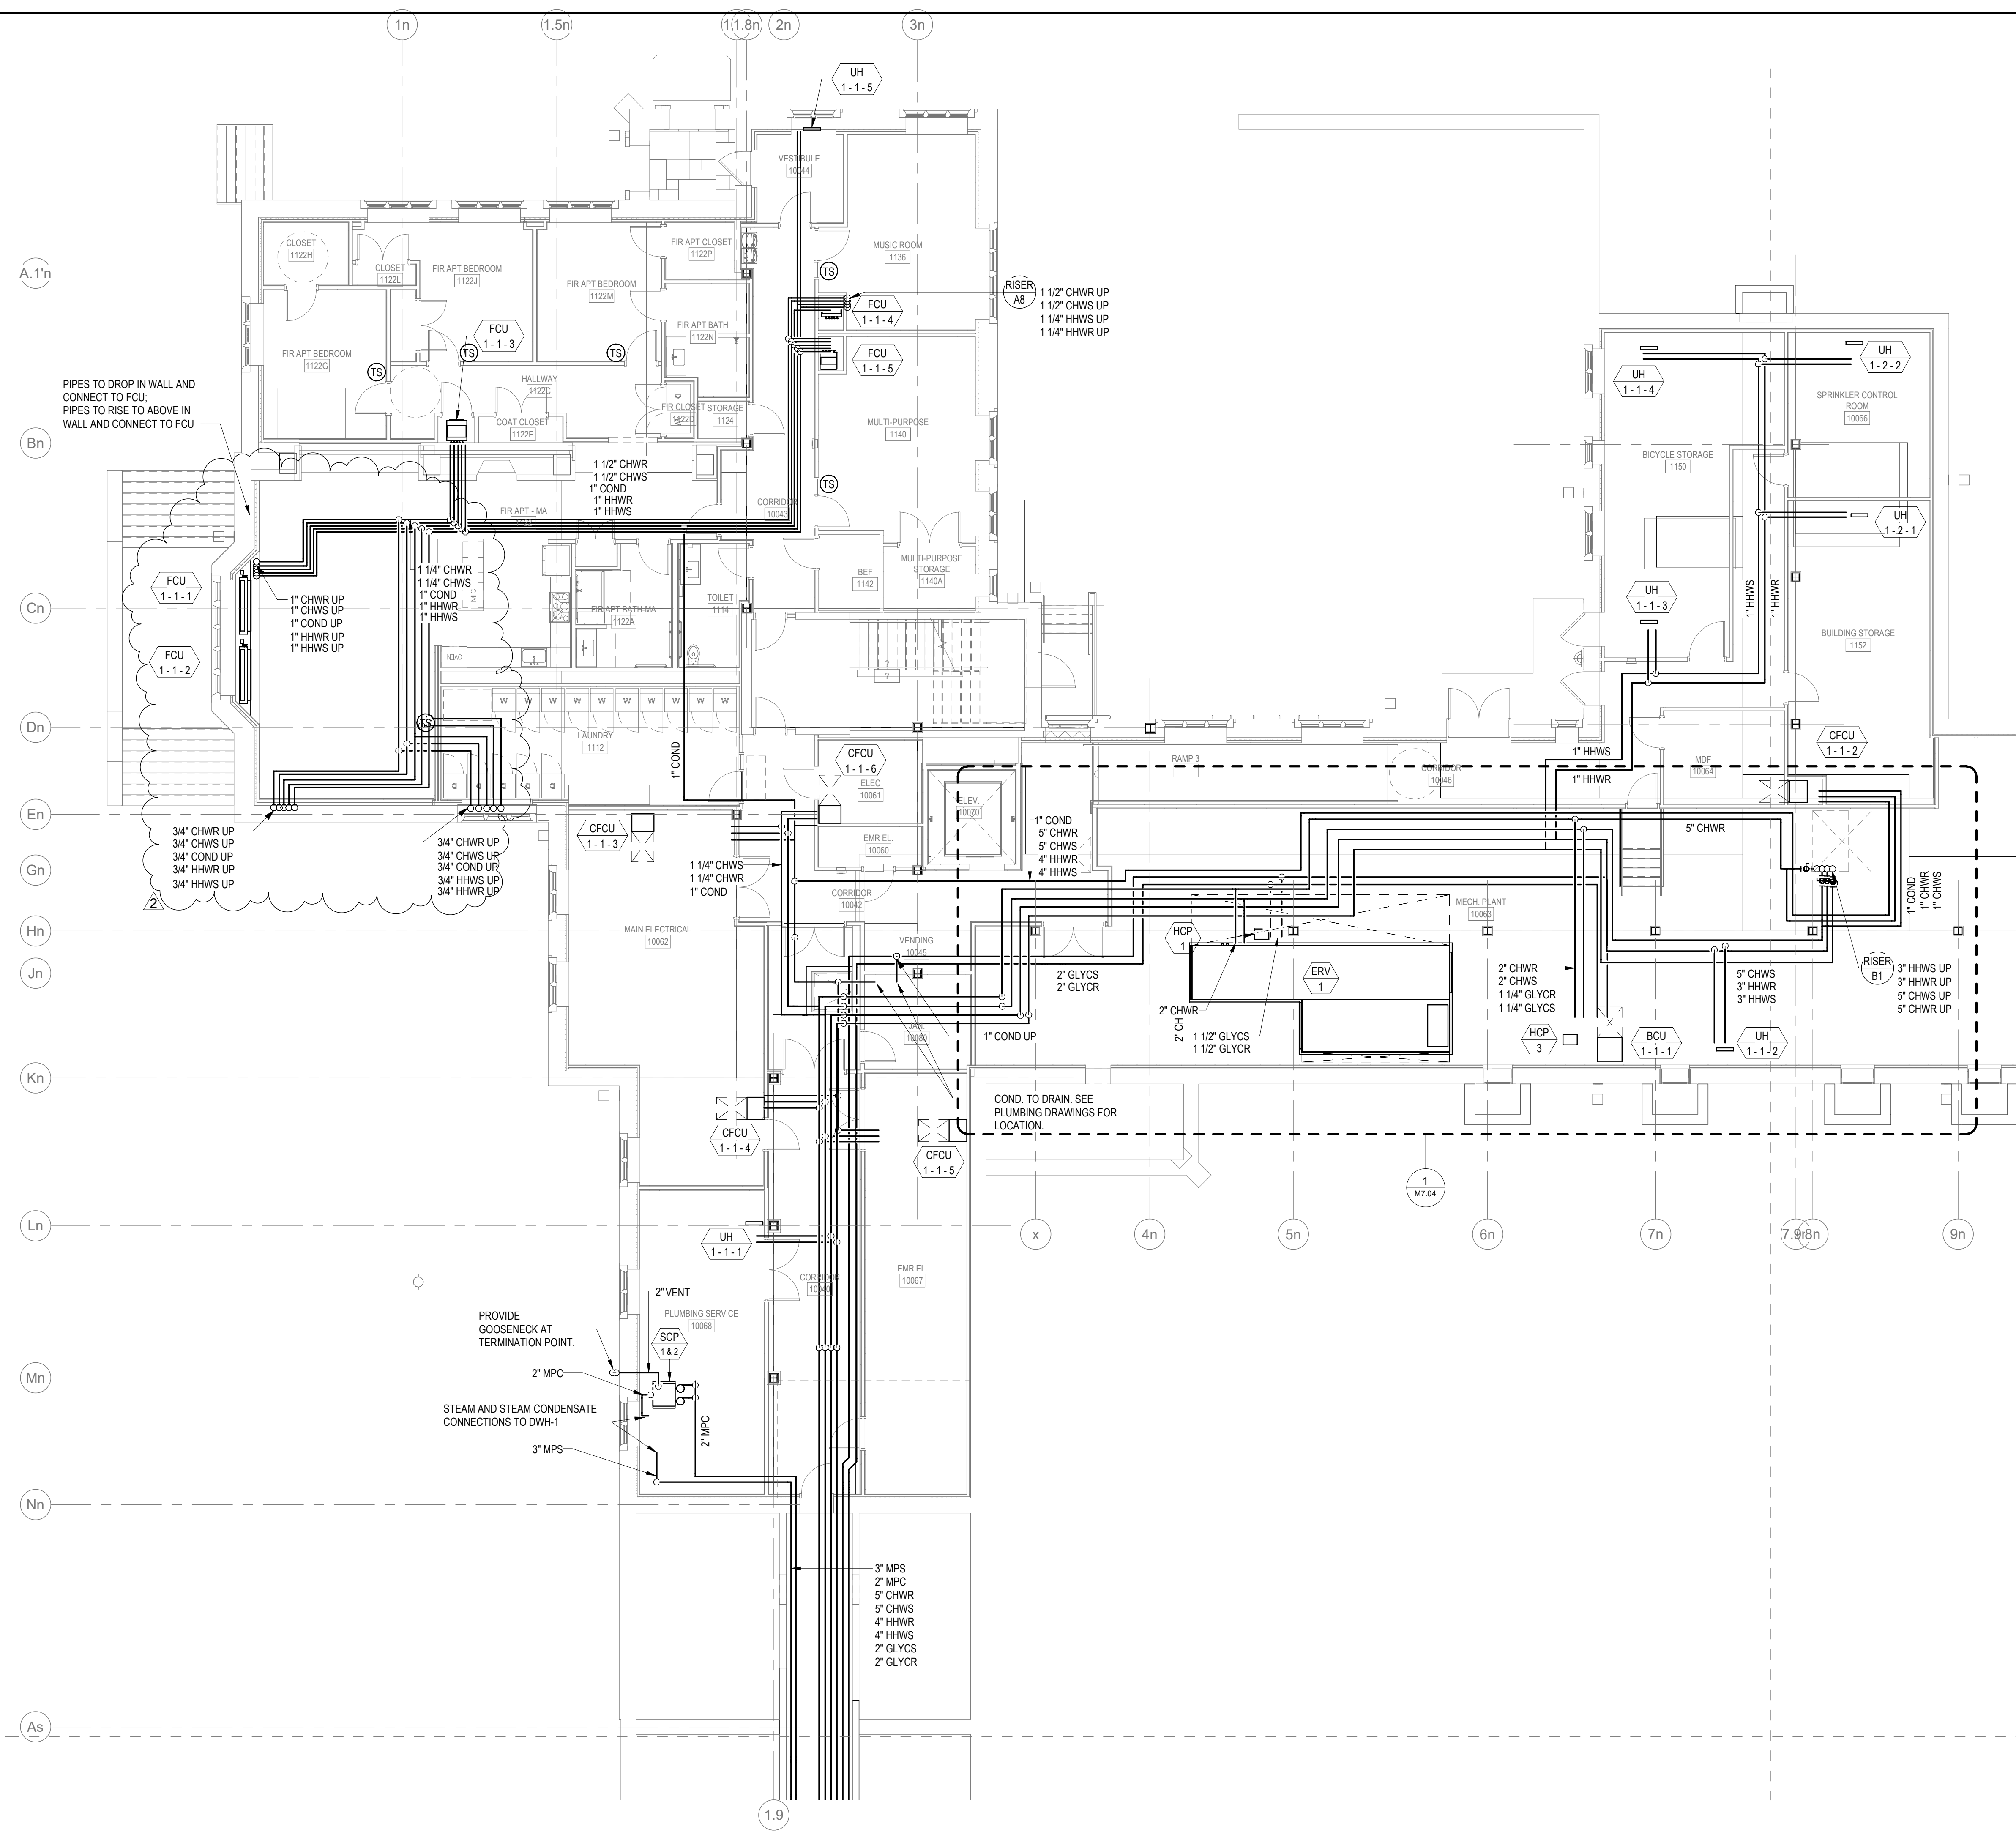 1n
1.5n
1.8n
2n
3n
UH
1 - 1 - 5
VESTIBULE
10044
A.1'n
CLOSET
1122H
CLOSET
1122L
FIR APT BEDROOM
1122J
FIR APT BEDROOM
1122M
FIR APT CLOSET
1122P
MUSIC ROOM
1136
TS
RISER
A8
1 1/2" CHWR UP
1 1/2" CHWS UP
1 1/4" HHWS UP
1 1/4" HHWR UP
FCU
1 - 1 - 4
FCU
1 - 1 - 5
FCU
1 - 1 - 3
FIR APT BATH
1122N
FIR APT BEDROOM
1122G
TS
TS
TS
HALLWAY
1122C
COAT CLOSET
1122E
FIR CLOSET
1122D
STORAGE
1124
MULTI-PURPOSE
1140
TS
UH
1 - 1 - 4
UH
1 - 2 - 2
SPRINKLER CONTROL
ROOM
10066
BICYCLE STORAGE
1150
UH
1 - 2 - 1
PIPES TO DROP IN WALL AND
CONNECT TO FCU;
PIPES TO RISE TO ABOVE IN
WALL AND CONNECT TO FCU
Bn
1 1/2" CHWR
1 1/2" CHWS
1" COND
1" HHWR
1" HHWS
FIR APT - MA
CORRIDOR
10043
BEF
1142
MULTI-PURPOSE
STORAGE
1140A
FCU
1 - 1 - 1
FCU
1 - 1 - 2
1" CHWR UP
1" CHWS UP
1" COND UP
1" HHWR UP
1" HHWS UP
1 1/4" CHWR
1 1/4" CHWS
1" COND
1" HHWR
1" HHWS
MIC
OVEN
FIR APT BATH-MA
1122A
TOILET
1114
Cn
UH
1 - 1 - 3
1" HHWS
1" HHWR
BUILDING STORAGE
1152
?
?
Dn
TS
W W W W W W W W W W
LAUNDRY
1112
D D D D D
1" COND
CFCU
1 - 1 - 6
ELEC
10061
ELEV.
10070
RAMP 3
CORRIDOR
10046
1" HHWS
1" HHWR
MDF
10064
CFCU
1 - 1 - 2
En
3/4" CHWR UP
3/4" CHWS UP
3/4" COND UP
3/4" HHWR UP
3/4" HHWS UP
2
3/4" CHWR UP
3/4" CHWS UP
3/4" COND UP
3/4" HHWS UP
3/4" HHWR UP
CFCU
1 - 1 - 3
1 1/4" CHWS
1 1/4" CHWR
1" COND
EMR EL.
10060
1" COND
5" CHWR
5" CHWS
4" HHWR
4" HHWS
5" CHWR
Gn
CORRIDOR
10042
MECH. PLANT
10063
1" COND
1" CHWR
1" CHWS
Hn
MAIN ELECTRICAL
10062
VENDING
10045
HCP
1
Jn
2" GLYCS
2" GLYCR
ERV
1
2" CHWR
2" CH
1 1/2" GLYCS
1 1/2" GLYCR
2" CHWR
2" CHWS
1 1/4" GLYCR
1 1/4" GLYCS
5" CHWS
3" HHWR
3" HHWS
RISER
B1
3" HHWS UP
3" HHWR UP
5" CHWS UP
5" CHWR UP
JAN.
10080
1" COND UP
HCP
3
BCU
1 - 1 - 1
UH
1 - 1 - 2
Kn
COND. TO DRAIN. SEE
PLUMBING DRAWINGS FOR
LOCATION.
CFCU
1 - 1 - 4
CFCU
1 - 1 - 5
1
M7.04
Ln
UH
1 - 1 - 1
x
4n
5n
6n
7n
7.9n
8n
9n
CORRIDOR
10040
EMR EL.
10067
2" VENT
PLUMBING SERVICE
10068
PROVIDE
GOOSENECK AT
TERMINATION POINT.
SCP
1 & 2
Mn
2" MPC
STEAM AND STEAM CONDENSATE
CONNECTIONS TO DWH-1
2" MPC
3" MPS
Nn
3" MPS
2" MPC
5" CHWR
5" CHWS
4" HHWR
4" HHWS
2" GLYCS
2" GLYCR
As
1.9